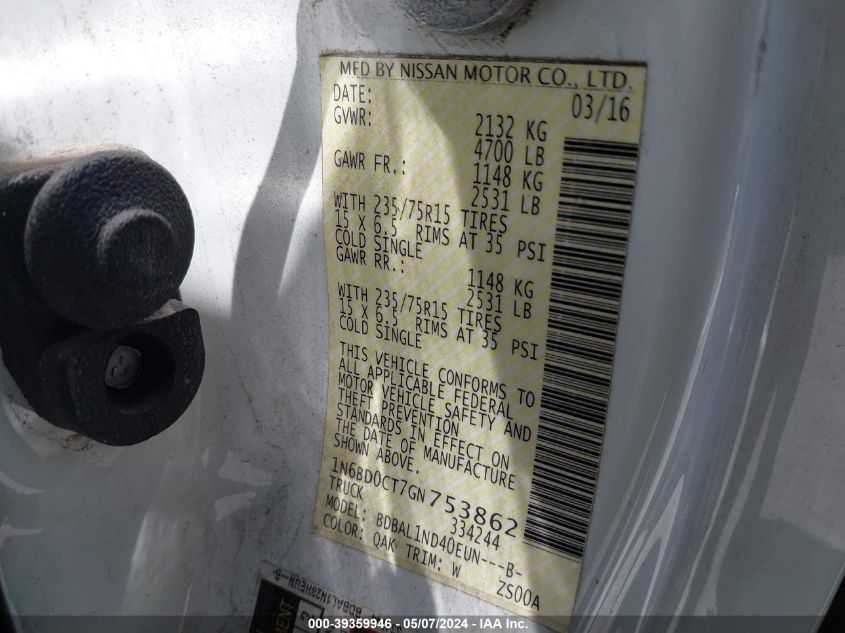 MFD BY NISSAN MOTOR CO., LTD.
DATE: 03/16
GVWR: 2132 KG
4700 LB
GAWR FR.: 1148 KG
2531 LB
WITH 235/75R15 TIRES
15 X 6.5 RIMS AT 35 PSI
COLD SINGLE
GAWR RR.: 1148 KG
2531 LB
WITH 235/75R15 TIRES
15 X 6.5 RIMS AT 35 PSI
COLD SINGLE
THIS VEHICLE CONFORMS TO
ALL APPLICABLE FEDERAL
MOTOR VEHICLE SAFETY AND
THEFT PREVENTION
STANDARDS IN EFFECT ON
THE DATE OF MANUFACTURE
SHOWN ABOVE.
1N6BD0CT7GN753862
TRUCK 334244
MODEL: BDBAL1ND40EUN---B-
COLOR: QAK TRIM: W ZS00A
000-39359946 - 05/07/2024 - IAA Inc.